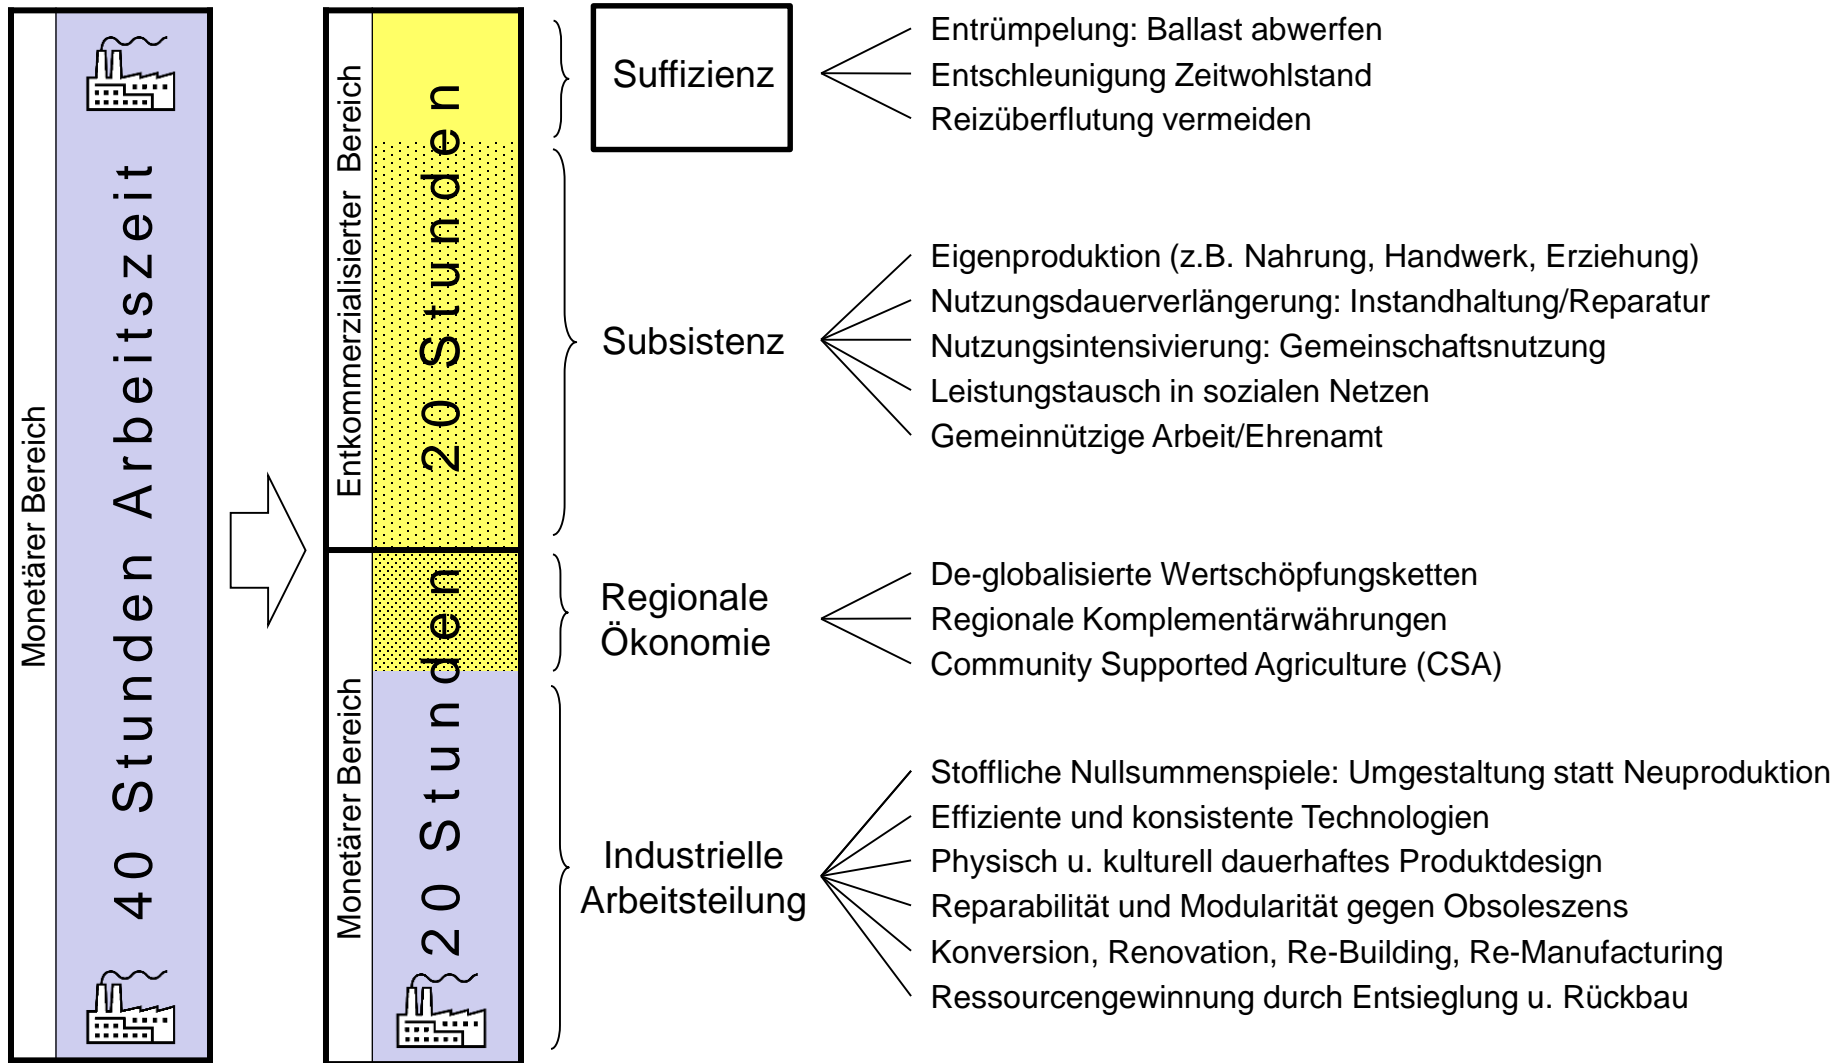 Monetärer Bereich
40 Stunden Arbeitszeit
Entkommerzialisierter Bereich
20 Stunden
Monetärer Bereich
20 Stunden
Suffizienz
Entrümpelung: Ballast abwerfen
Entschleunigung Zeitwohlstand
Reizüberflutung vermeiden
Subsistenz
Eigenproduktion (z.B. Nahrung, Handwerk, Erziehung)
Nutzungsdauerverlängerung: Instandhaltung/Reparatur
Nutzungsintensivierung: Gemeinschaftsnutzung
Leistungstausch in sozialen Netzen
Gemeinnützige Arbeit/Ehrenamt
Regionale
Ökonomie
De-globalisierte Wertschöpfungsketten
Regionale Komplementärwährungen
Community Supported Agriculture (CSA)
Industrielle
Arbeitsteilung
Stoffliche Nullsummenspiele: Umgestaltung statt Neuproduktion
Effiziente und konsistente Technologien
Physisch u. kulturell dauerhaftes Produktdesign
Reparabilität und Modularität gegen Obsoleszens
Konversion, Renovation, Re-Building, Re-Manufacturing
Ressourcengewinnung durch Entsieglung u. Rückbau